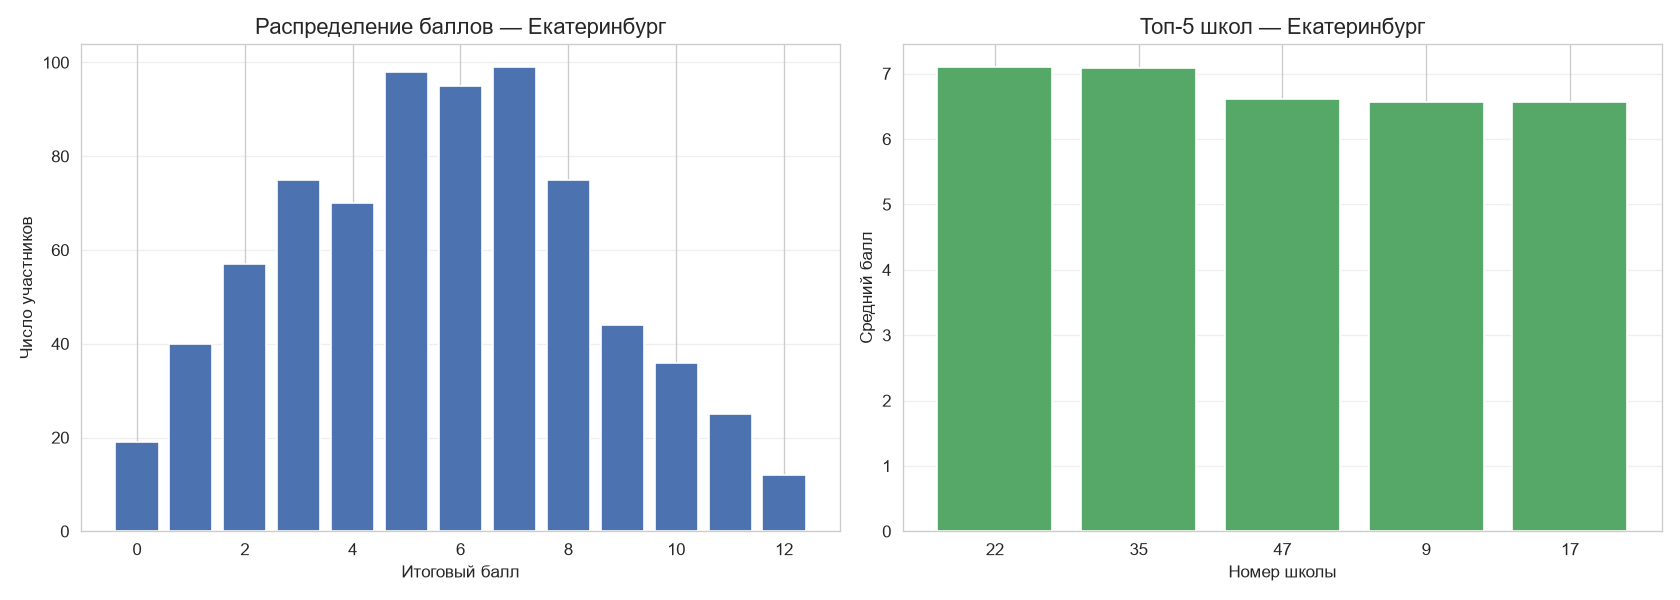 Распределение баллов — Екатеринбург
Число участников
100
80
60
40
20
0
0 2 4 6 8 10 12
Итоговый балл
Топ-5 школ — Екатеринбург
Средний балл
7
6
5
4
3
2
1
0
22 35 47 9 17
Номер школы